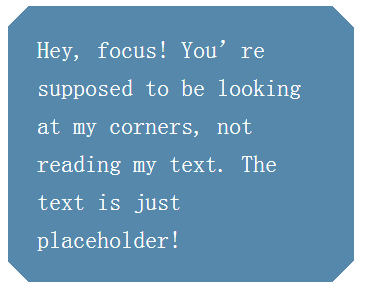 Hey, focus! You’re
supposed to be looking
at my corners, not
reading my text. The
text is just
placeholder!